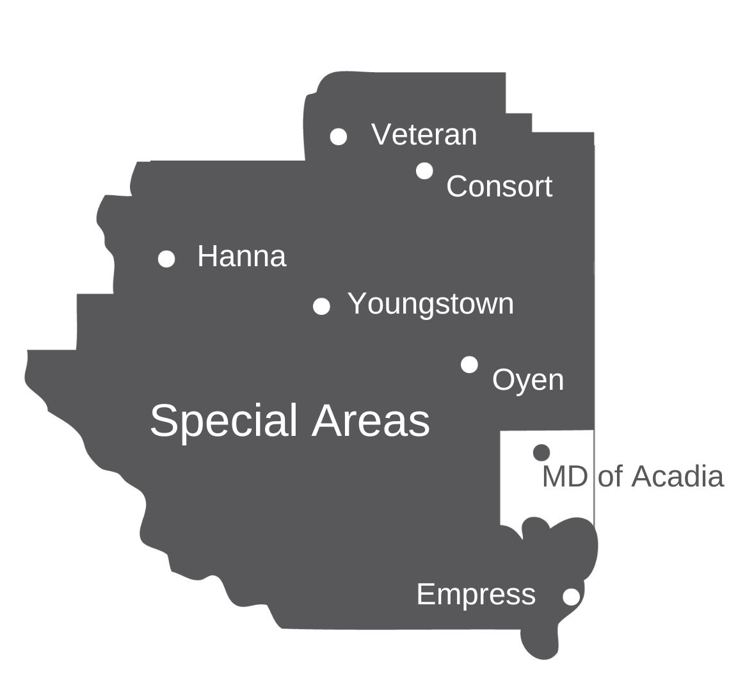 Veteran
Consort
Hanna
Youngstown
Oyen
Special Areas
MD of Acadia
Empress